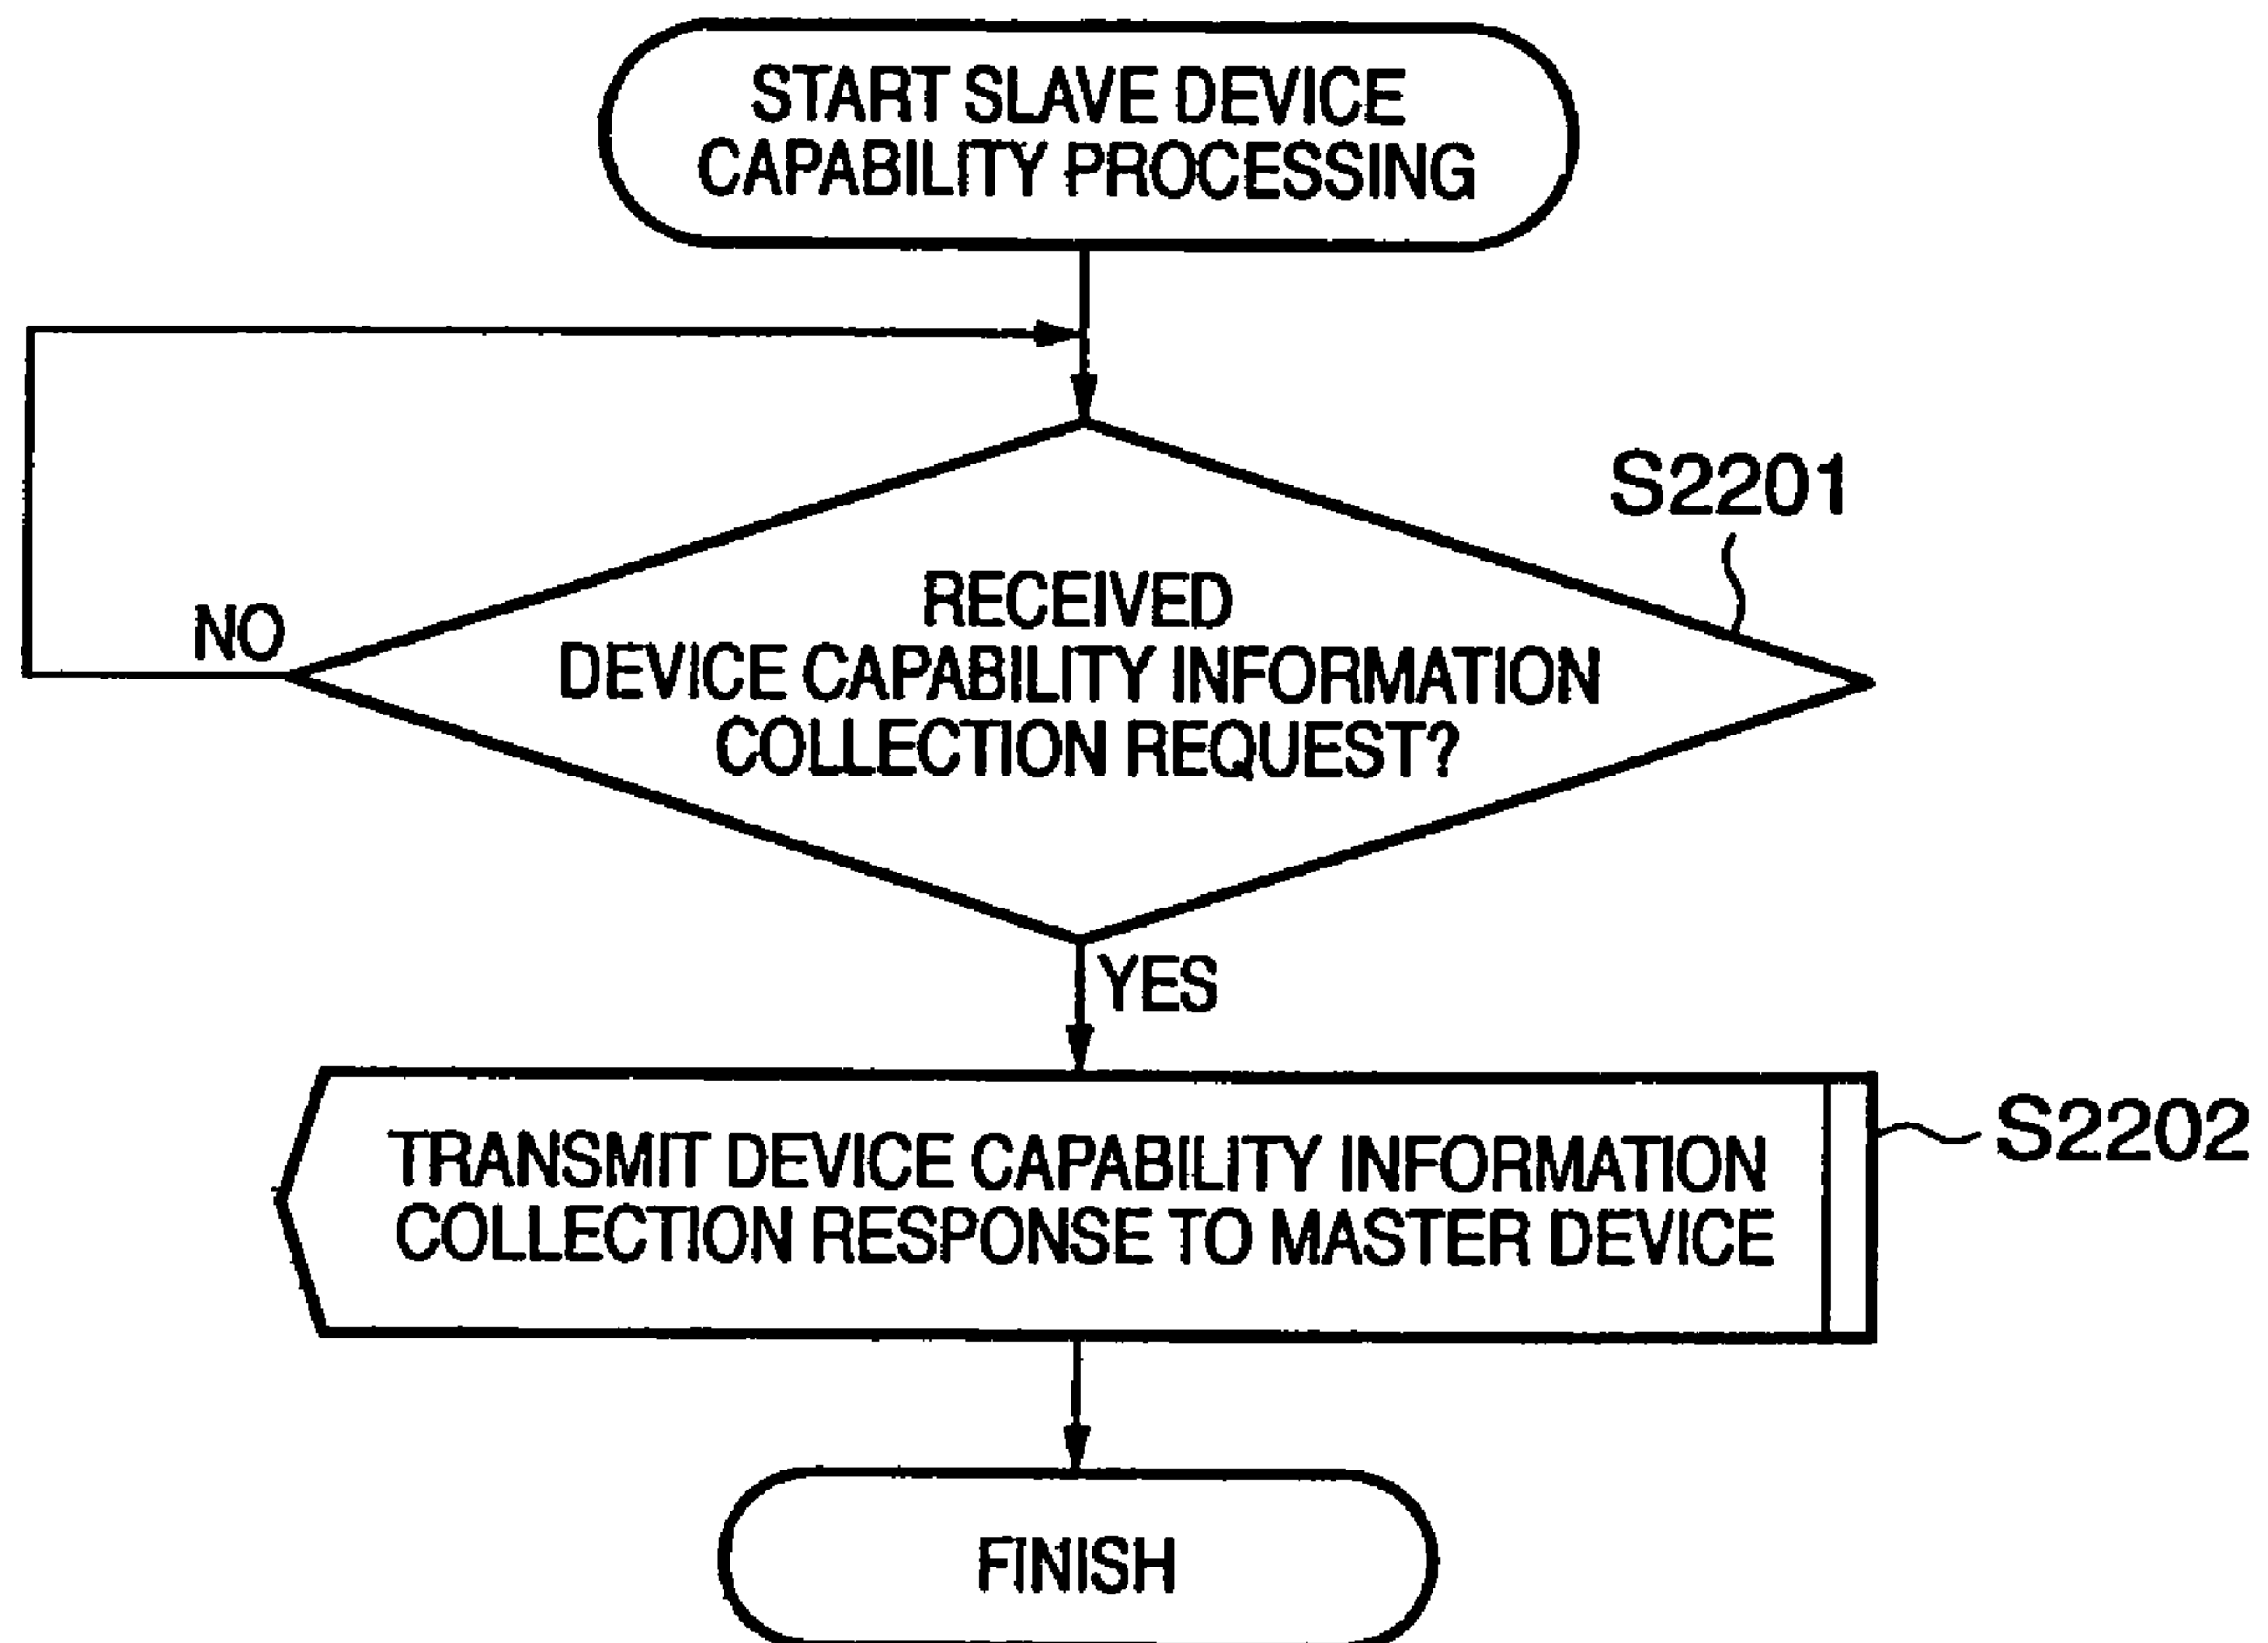 START SLAVE DEVICE
CAPABILITY PROCESSING
S2201
RECEIVED
DEVICE CAPABILITY INFORMATION
COLLECTION REQUEST?
NO
YES
TRANSMIT DEVICE CAPABILITY INFORMATION
COLLECTION RESPONSE TO MASTER DEVICE
S2202
FINISH